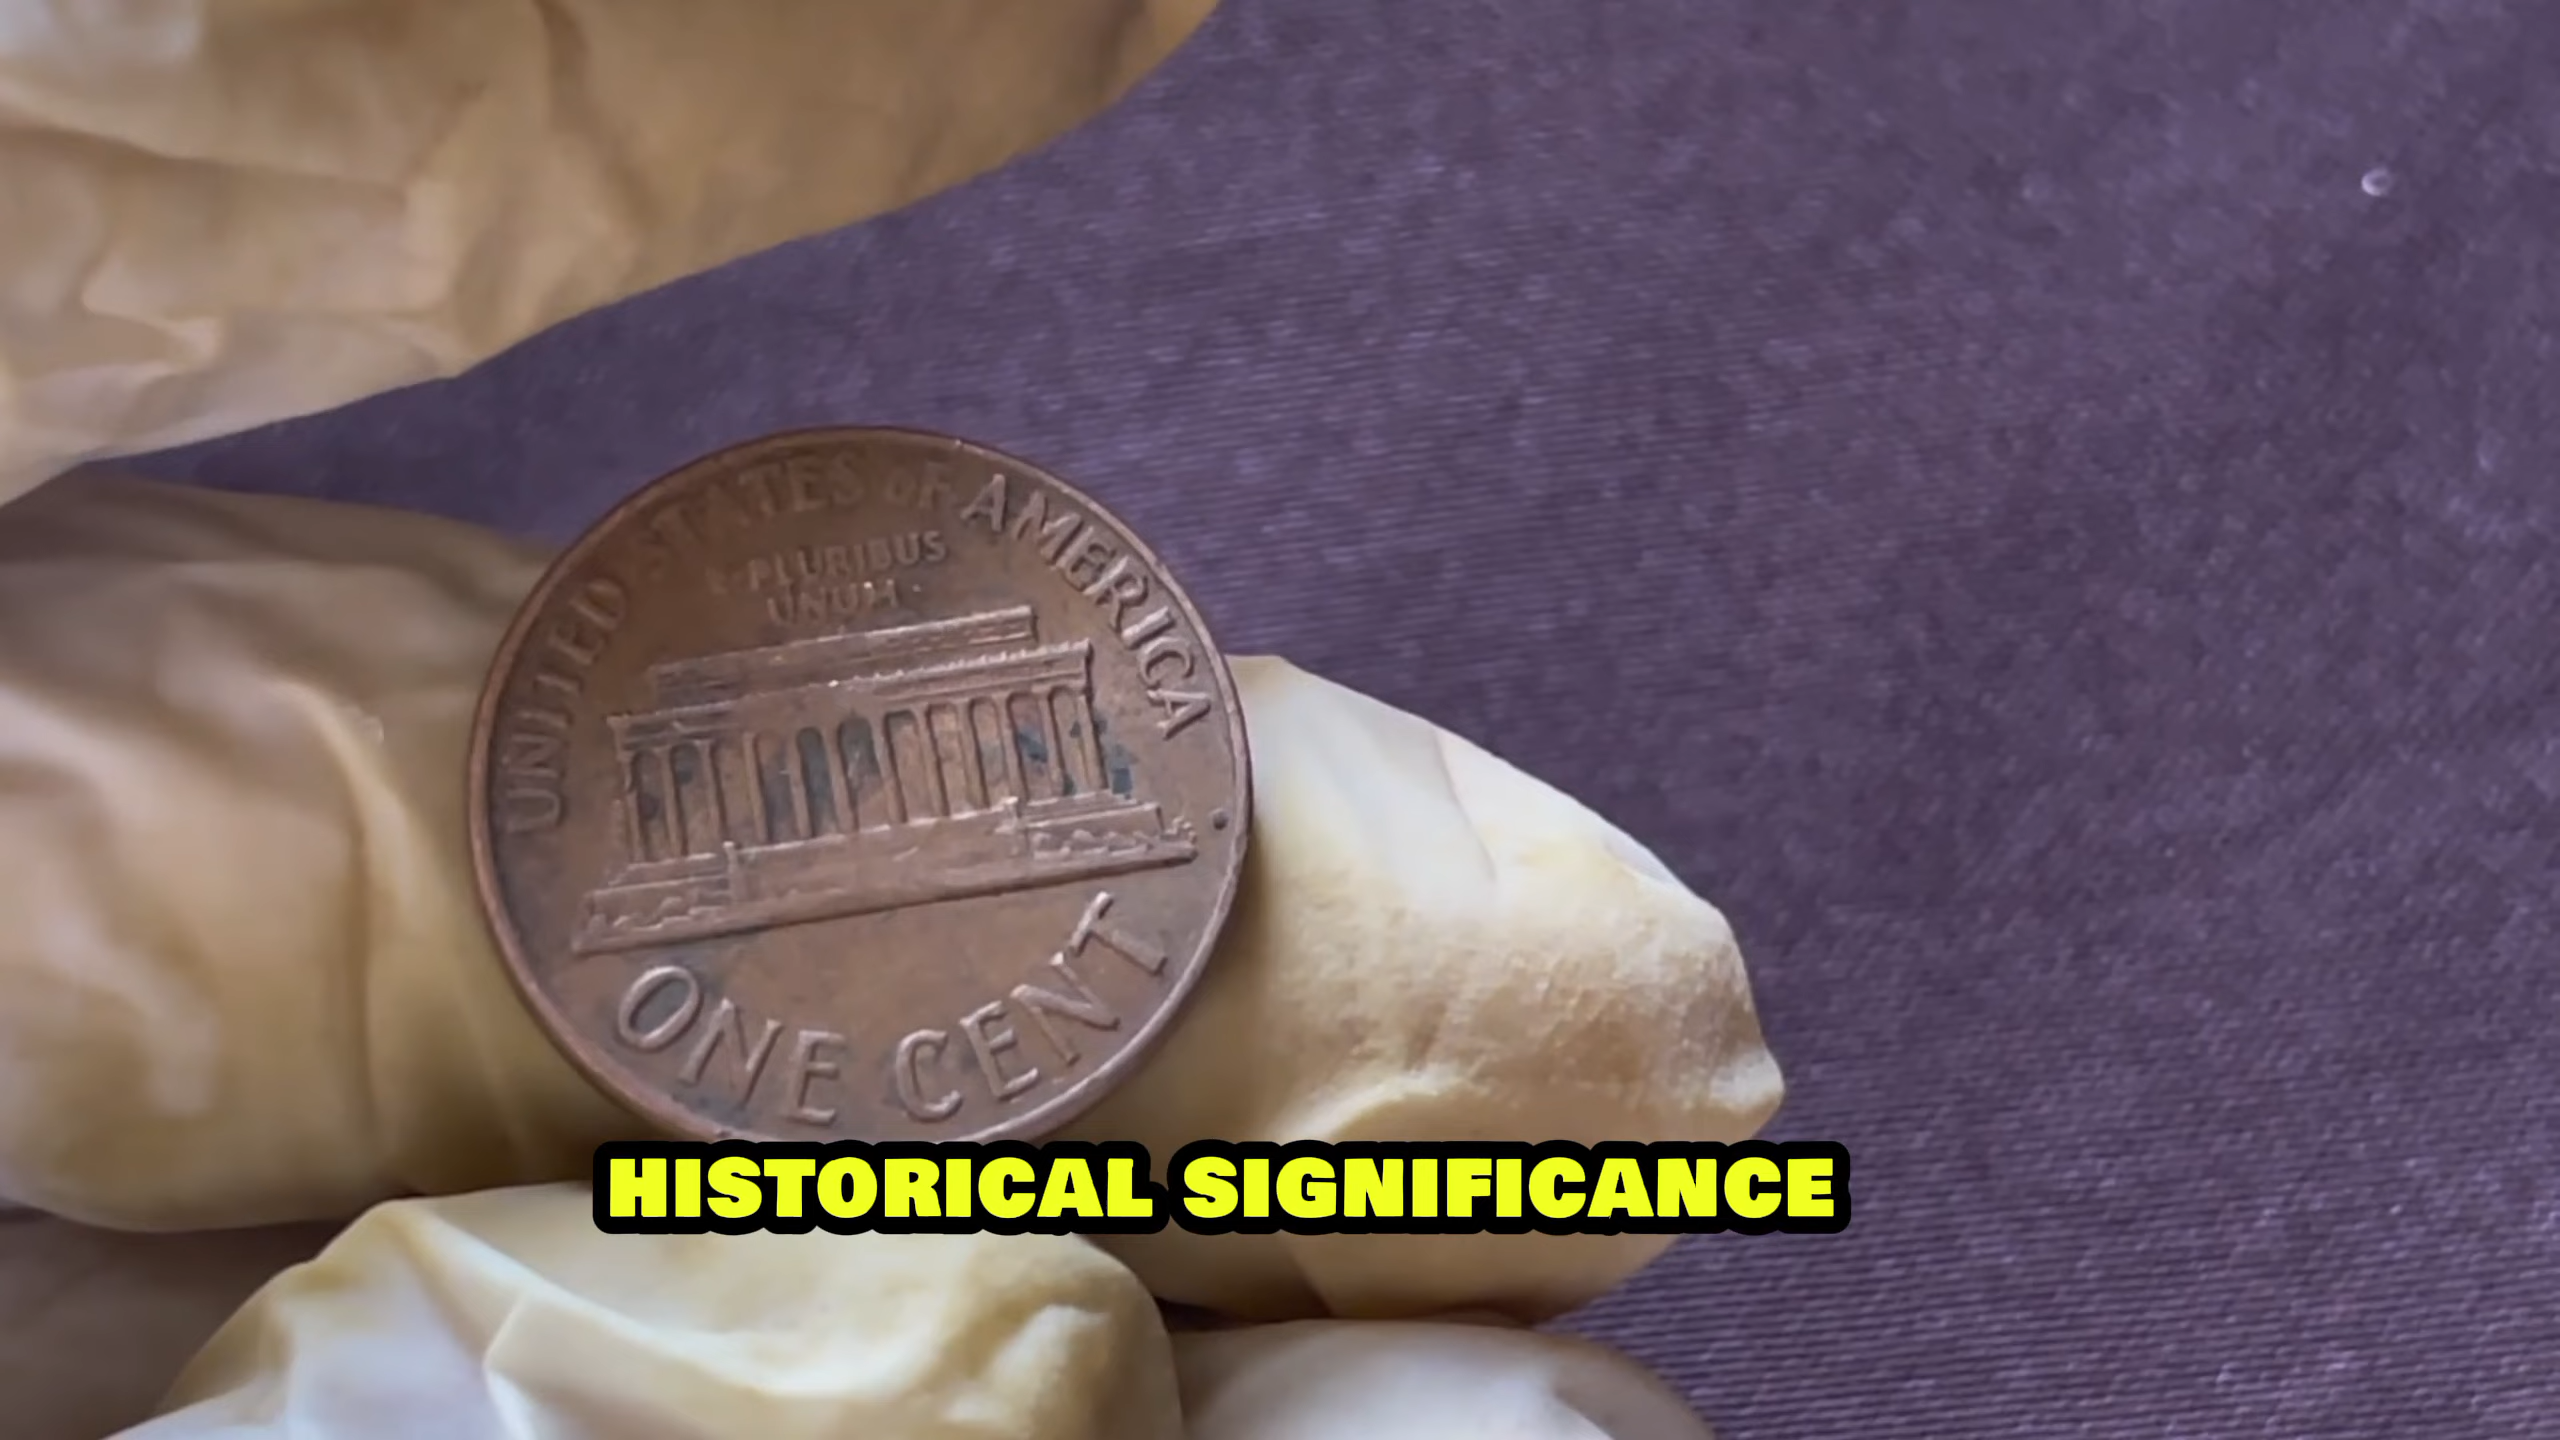 UNITED STATES OF AMERICA
E PLURIBUS
UNUM
ONE CENT
HISTORICAL SIGNIFICANCE